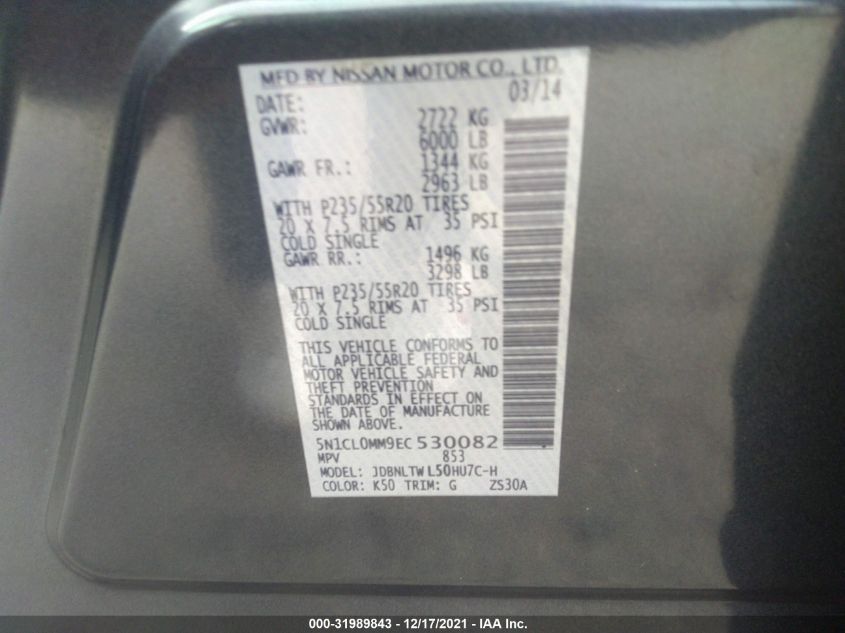 MFD BY NISSAN MOTOR CO., LTD.
DATE: 03/14
GVWR: 2722 KG
6000 LB
GAWR FR.: 1344 KG
2963 LB
WITH P235/55R20 TIRES
20 X 7.5 RIMS AT 35 PSI
COLD SINGLE
GAWR RR.: 1496 KG
3298 LB
WITH P235/55R20 TIRES
20 X 7.5 RIMS AT 35 PSI
COLD SINGLE
THIS VEHICLE CONFORMS TO
ALL APPLICABLE FEDERAL
MOTOR VEHICLE SAFETY AND
THEFT PREVENTION
STANDARDS IN EFFECT ON
THE DATE OF MANUFACTURE
SHOWN ABOVE.
5N1CL0MM9EC 530082
MPV 853
MODEL: JDBNLTW L50HU7C-H
COLOR: K50 TRIM: G ZS30A
000-31989843 - 12/17/2021 - IAA Inc.